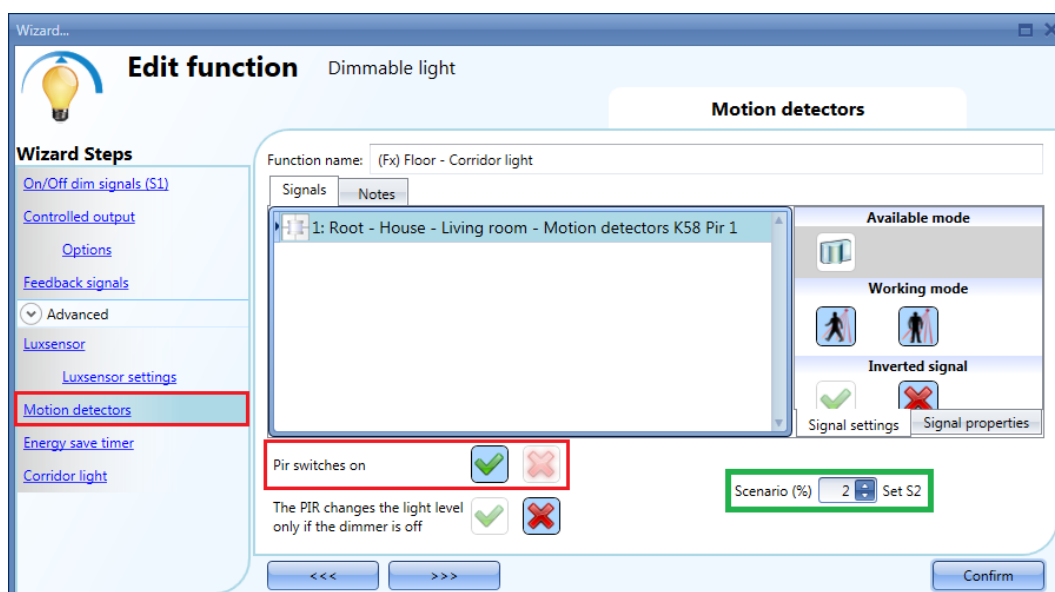 Wizard...
Edit function Dimmable light
Motion detectors
Wizard Steps
On/Off dim signals (S1)
Controlled output
Options
Feedback signals
Advanced
Luxsensor
Luxsensor settings
Motion detectors
Energy save timer
Corridor light
Function name: (Fx) Floor - Corridor light
Signals Notes
1: Root - House - Living room - Motion detectors K58 Pir 1
Available mode
Working mode
Inverted signal
Signal settings Signal properties
Pir switches on
The PIR changes the light level
only if the dimmer is off
Scenario (%) 2 Set S2
<<< >>> Confirm